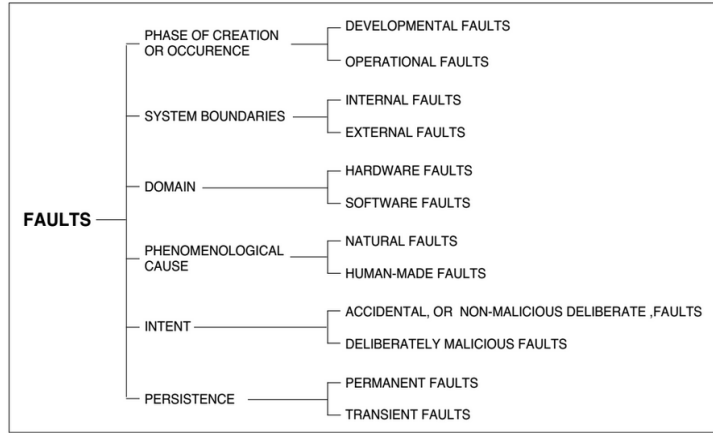 PHASE OF CREATION
OR OCCURENCE
DEVELOPMENTAL FAULTS
OPERATIONAL FAULTS
SYSTEM BOUNDARIES
INTERNAL FAULTS
EXTERNAL FAULTS
DOMAIN
HARDWARE FAULTS
SOFTWARE FAULTS
FAULTS
PHENOMENOLOGICAL
CAUSE
NATURAL FAULTS
HUMAN-MADE FAULTS
INTENT
ACCIDENTAL, OR NON-MALICIOUS DELIBERATE ,FAULTS
DELIBERATELY MALICIOUS FAULTS
PERSISTENCE
PERMANENT FAULTS
TRANSIENT FAULTS